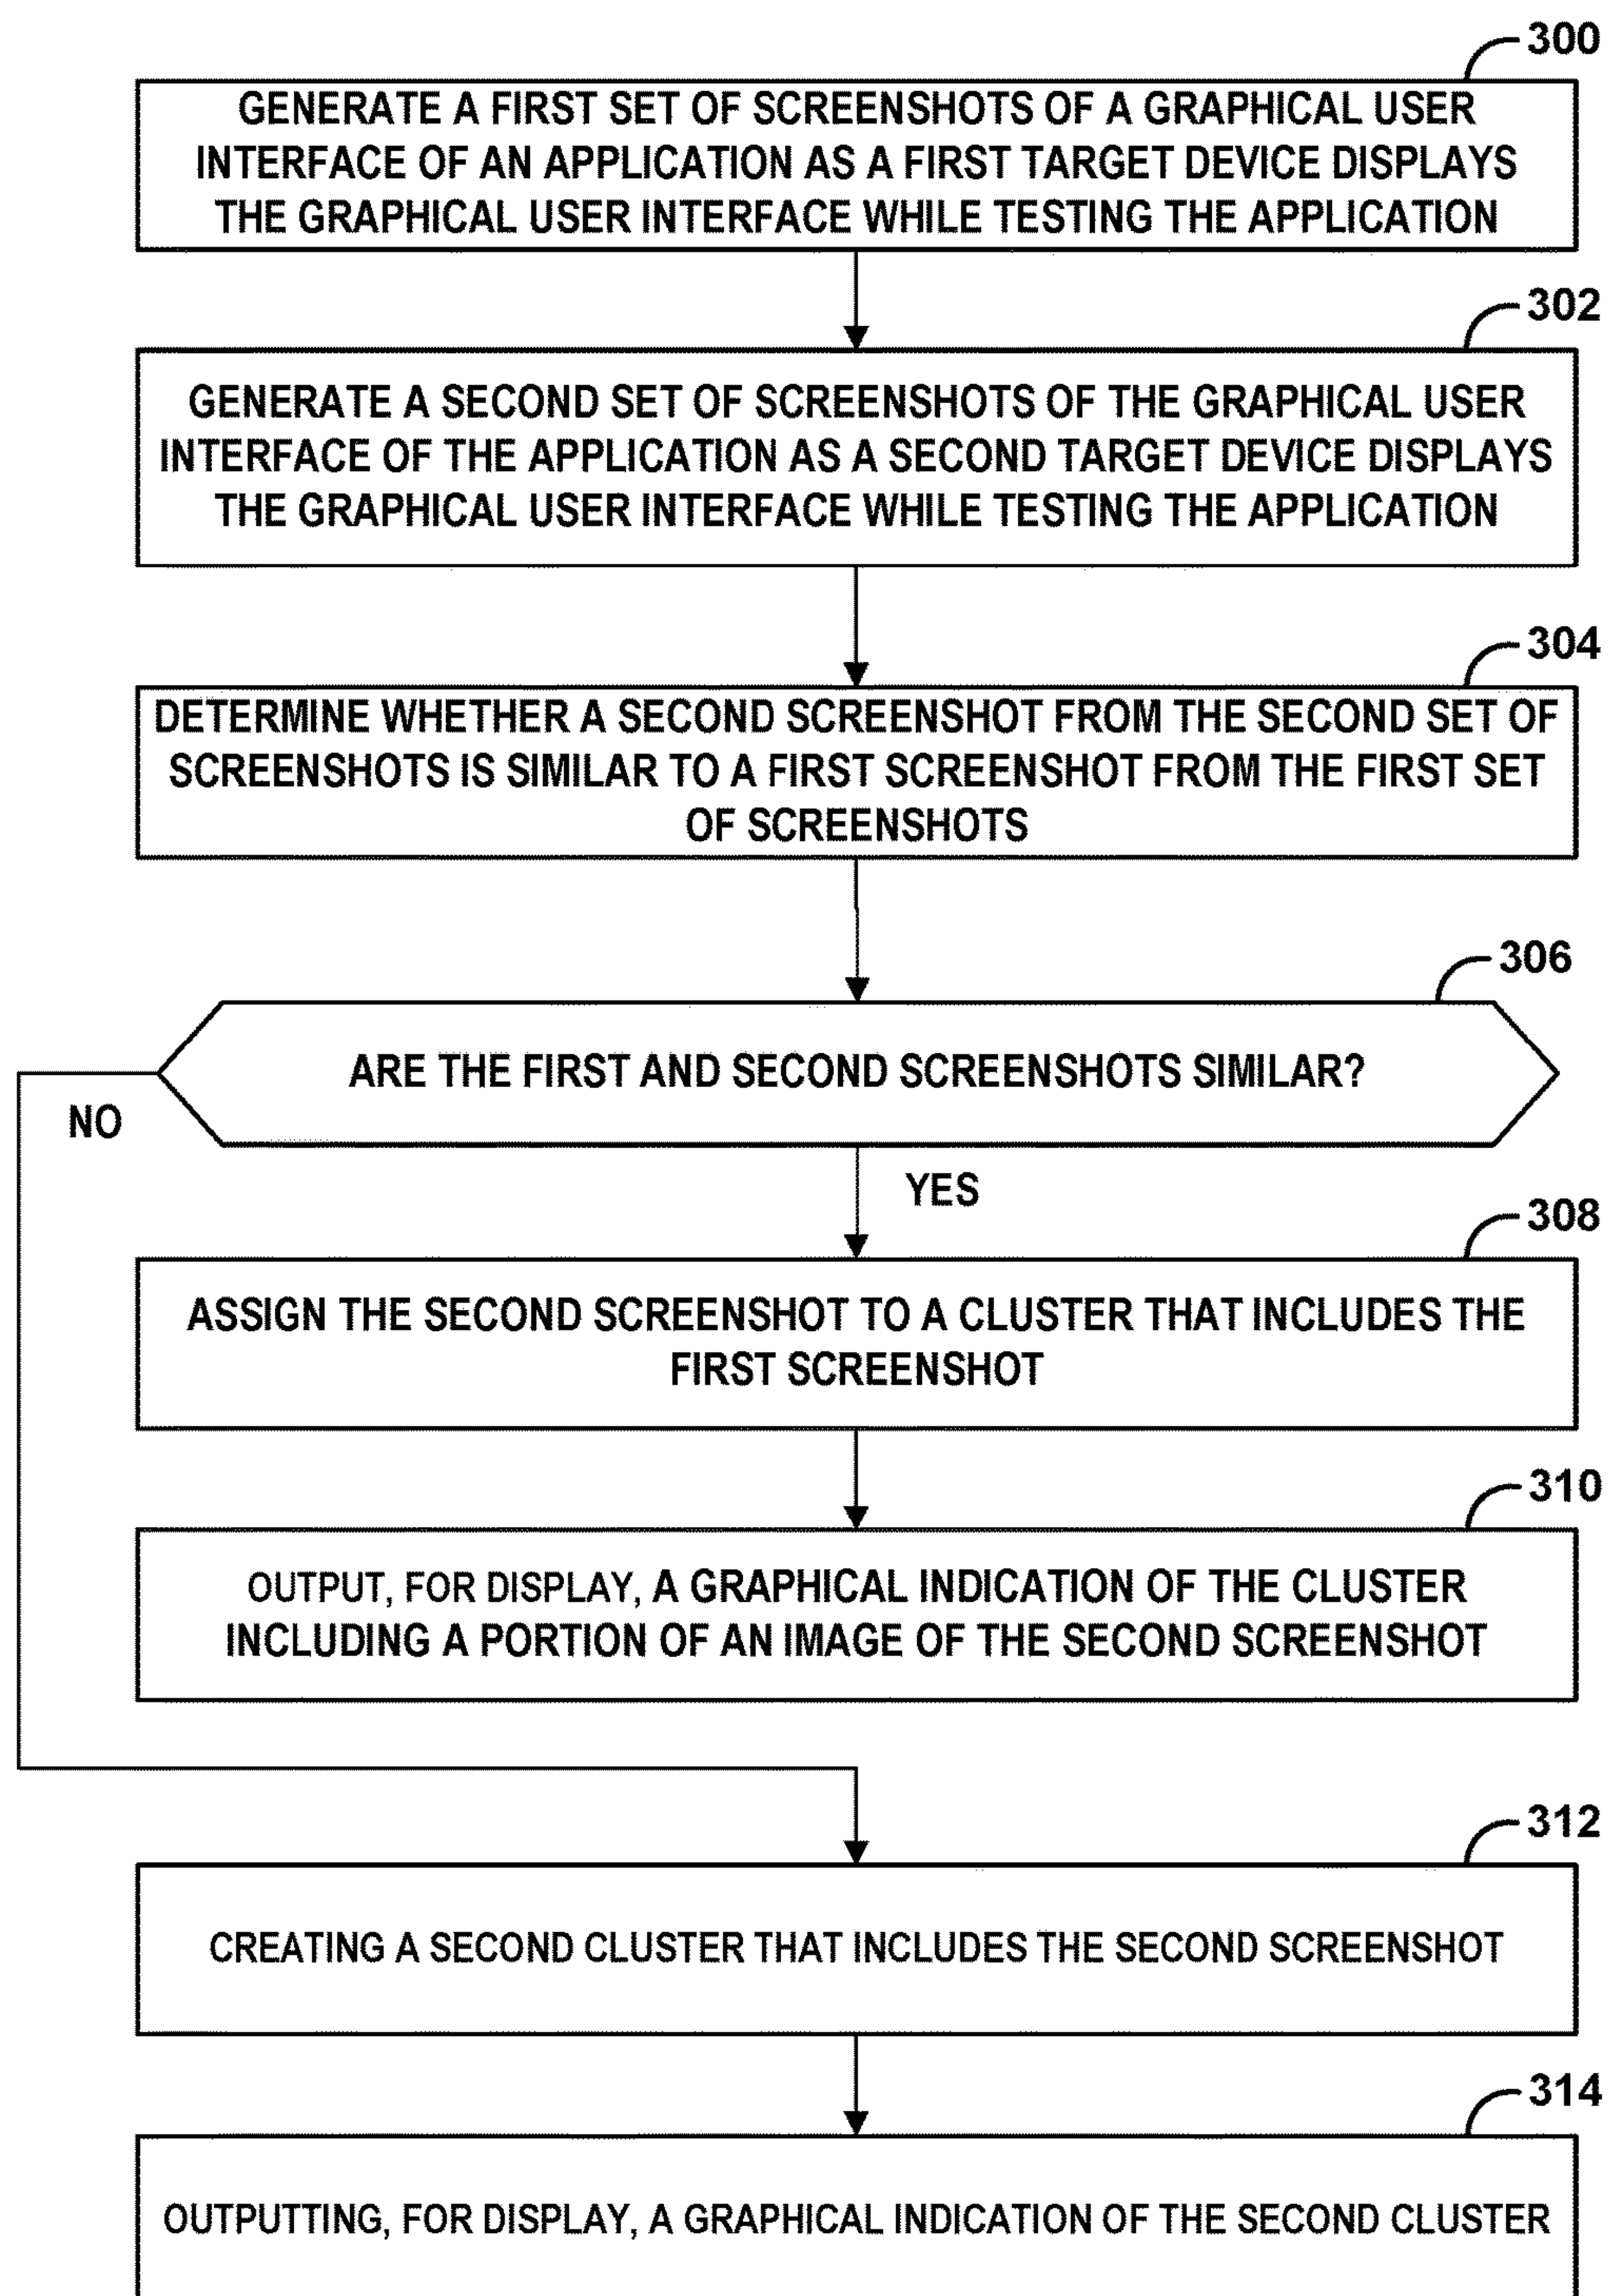 300
GENERATE A FIRST SET OF SCREENSHOTS OF A GRAPHICAL USER
INTERFACE OF AN APPLICATION AS A FIRST TARGET DEVICE DISPLAYS
THE GRAPHICAL USER INTERFACE WHILE TESTING THE APPLICATION
302
GENERATE A SECOND SET OF SCREENSHOTS OF THE GRAPHICAL USER
INTERFACE OF THE APPLICATION AS A SECOND TARGET DEVICE DISPLAYS
THE GRAPHICAL USER INTERFACE WHILE TESTING THE APPLICATION
304
DETERMINE WHETHER A SECOND SCREENSHOT FROM THE SECOND SET OF
SCREENSHOTS IS SIMILAR TO A FIRST SCREENSHOT FROM THE FIRST SET
OF SCREENSHOTS
306
ARE THE FIRST AND SECOND SCREENSHOTS SIMILAR?
NO
YES
308
ASSIGN THE SECOND SCREENSHOT TO A CLUSTER THAT INCLUDES THE
FIRST SCREENSHOT
310
OUTPUT, FOR DISPLAY, A GRAPHICAL INDICATION OF THE CLUSTER
INCLUDING A PORTION OF AN IMAGE OF THE SECOND SCREENSHOT
312
CREATING A SECOND CLUSTER THAT INCLUDES THE SECOND SCREENSHOT
314
OUTPUTTING, FOR DISPLAY, A GRAPHICAL INDICATION OF THE SECOND CLUSTER